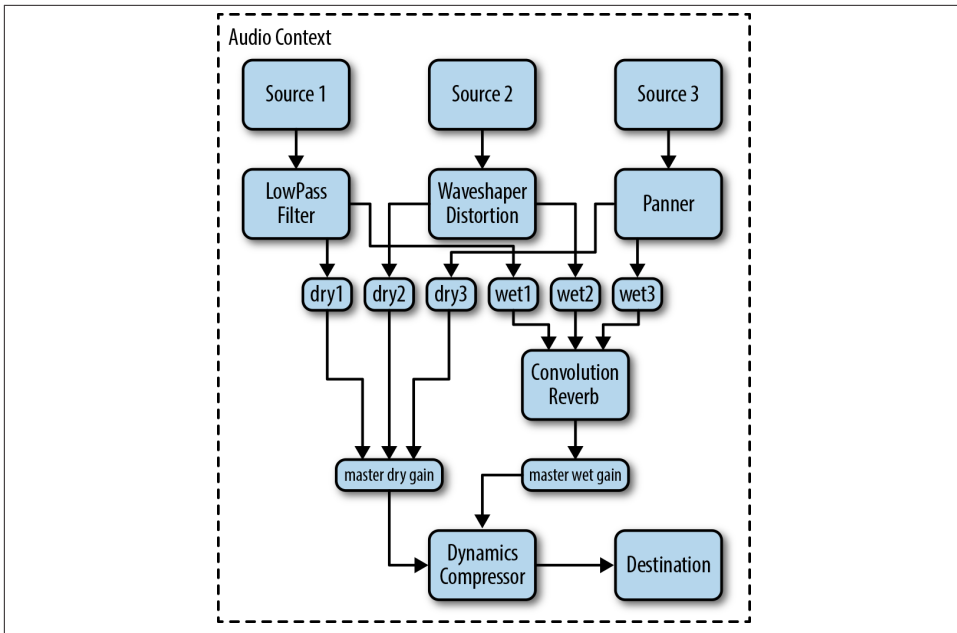 Audio Context
Source 1
Source 2
Source 3
LowPass
Filter
Waveshaper
Distortion
Panner
dry1
dry2
dry3
wet1
wet2
wet3
Convolution
Reverb
master dry gain
master wet gain
Dynamics
Compressor
Destination